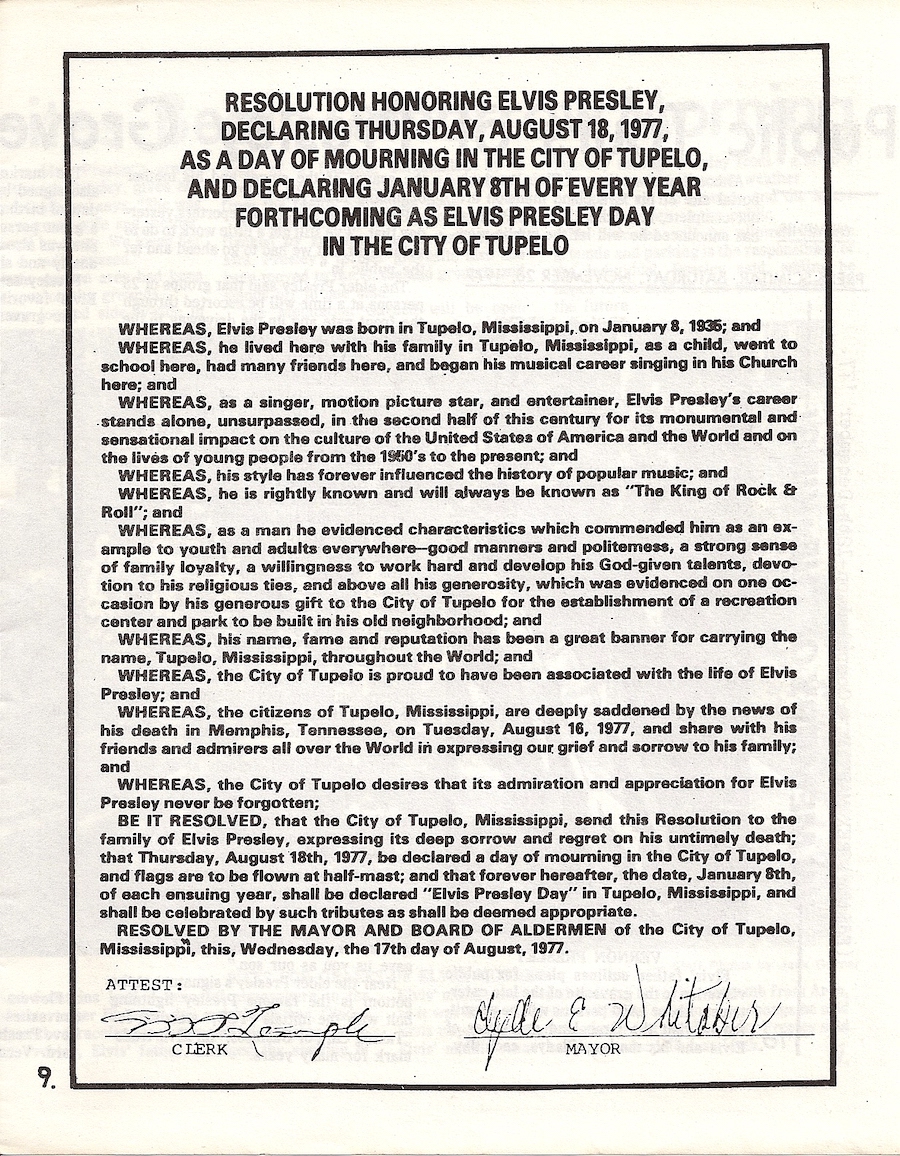 RESOLUTION HONORING ELVIS PRESLEY,
DECLARING THURSDAY, AUGUST 18, 1977,
AS A DAY OF MOURNING IN THE CITY OF TUPELO,
AND DECLARING JANUARY 8TH OF EVERY YEAR
FORTHCOMING AS ELVIS PRESLEY DAY
IN THE CITY OF TUPELO
WHEREAS, Elvis Presley was born in Tupelo, Mississippi, on January 8, 1935; and
WHEREAS, he lived here with his family in Tupelo, Mississippi, as a child, went to
school here, had many friends here, and began his musical career singing in his Church
here; and
WHEREAS, as a singer, motion picture star, and entertainer, Elvis Presley's career
stands alone, unsurpassed, in the second half of this century for its monumental and
sensational impact on the culture of the United States of America and the World and on
the lives of young people from the 1950's to the present; and
WHEREAS, his style has forever influenced the history of popular music; and
WHEREAS, he is rightly known and will always be known as "The King of Rock &
Roll"; and
WHEREAS, as a man he evidenced characteristics which commended him as an ex-
ample to youth and adults everywhere—good manners and politemess, a strong sense
of family loyalty, a willingness to work hard and develop his God-given talents, devo-
tion to his religious ties, and above all his generosity, which was evidenced on one oc-
casion by his generous gift to the City of Tupelo for the establishment of a recreation
center and park to be built in his old neighborhood; and
WHEREAS, his name, fame and reputation has been a great banner for carrying the
name, Tupelo, Mississippi, throughout the World; and
WHEREAS, the City of Tupelo is proud to have been associated with the life of Elvis
Presley; and
WHEREAS, the citizens of Tupelo, Mississippi, are deeply saddened by the news of
his death in Memphis, Tennessee, on Tuesday, August 16, 1977, and share with his
friends and admirers all over the World in expressing our grief and sorrow to his family;
and
WHEREAS, the City of Tupelo desires that its admiration and appreciation for Elvis
Presley never be forgotten;
BE IT RESOLVED, that the City of Tupelo, Mississippi, send this Resolution to the
family of Elvis Presley, expressing its deep sorrow and regret on his untimely death;
that Thursday, August 18th, 1977, be declared a day of mourning in the City of Tupelo,
and flags are to be flown at half-mast; and that forever hereafter, the date, January 8th,
of each ensuing year, shall be declared "Elvis Presley Day" in Tupelo, Mississippi, and
shall be celebrated by such tributes as shall be deemed appropriate.
RESOLVED BY THE MAYOR AND BOARD OF ALDERMEN of the City of Tupelo,
Mississippi, this, Wednesday, the 17th day of August, 1977.
ATTEST:
Clyde E Whitaker
CLERK MAYOR
9.